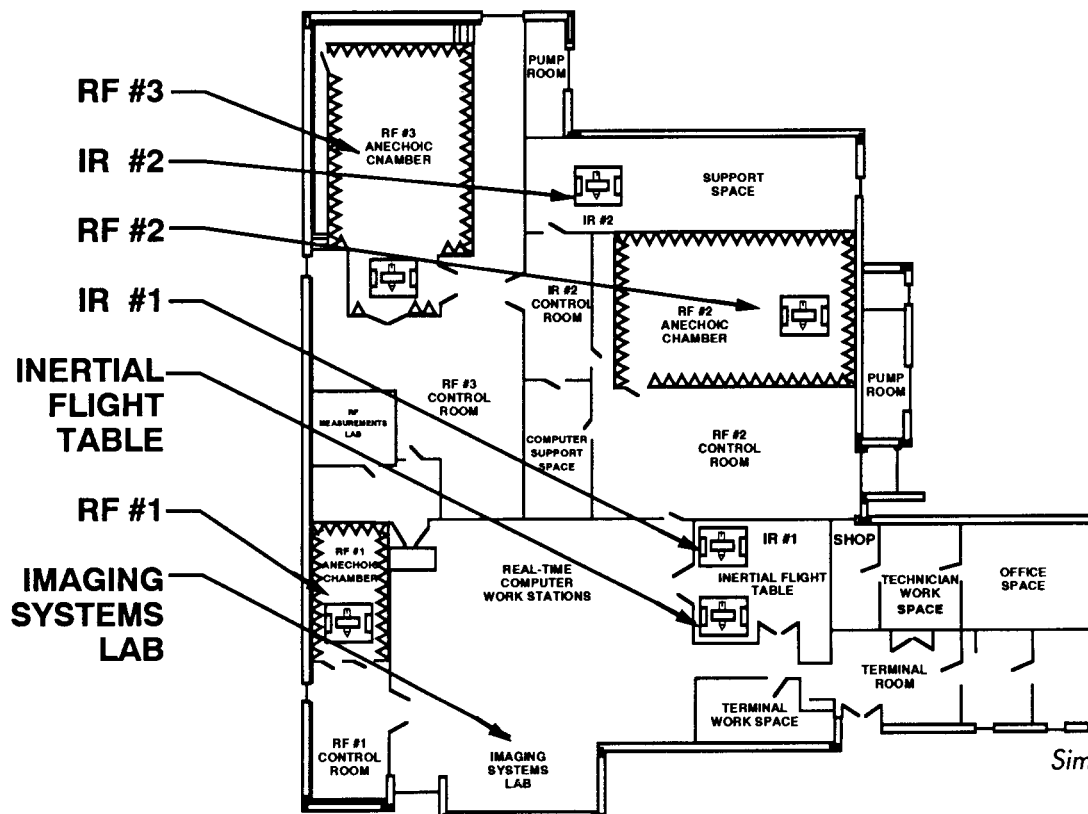 RF #3
IR #2
RF #2
IR #1
INERTIAL
FLIGHT
TABLE
RF #1
IMAGING
SYSTEMS
LAB
PUMP
ROOM
RF #3
ANECHOIC
CNAMBER
SUPPORT
SPACE
IR #2
IR #2
CONTROL
ROOM
RF #2
ANECHOIC
CHAMBER
PUMP
ROOM
RF #3
CONTROL
ROOM
RF
MEASUREMENTS
LAB
COMPUTER
SUPPORT
SPACE
RF #2
CONTROL
ROOM
RF #1
ANECHOIC
CHAMBER
REAL-TIME
COMPUTER
WORK STATIONS
IR #1
INERTIAL FLIGHT
TABLE
SHOP
TECHNICIAN
WORK
SPACE
OFFICE
SPACE
TERMINAL
ROOM
TERMINAL
WORK SPACE
RF #1
CONTROL
ROOM
IMAGING
SYSTEMS
LAB
Sim